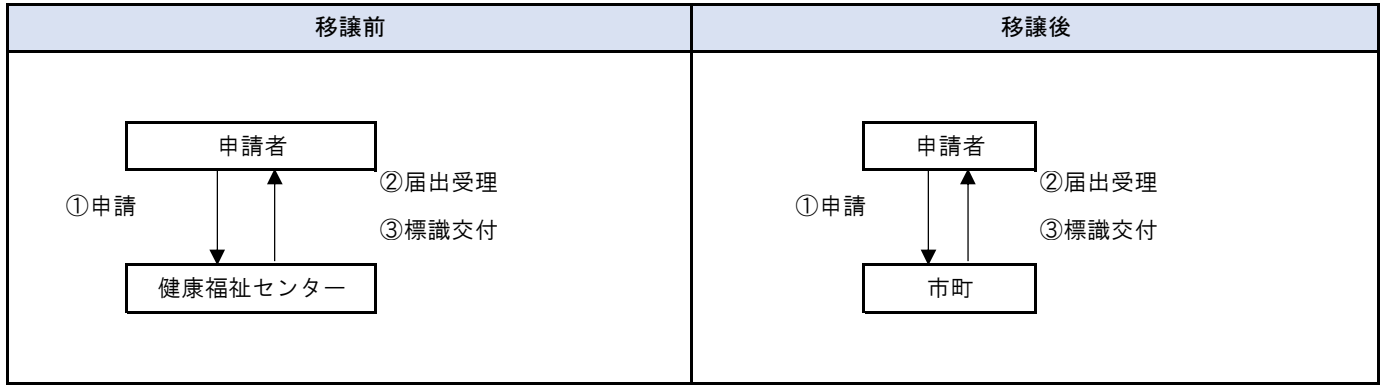 移譲前
移譲後
申請者
①申請
②届出受理
③標識交付
健康福祉センター
申請者
①申請
②届出受理
③標識交付
市町